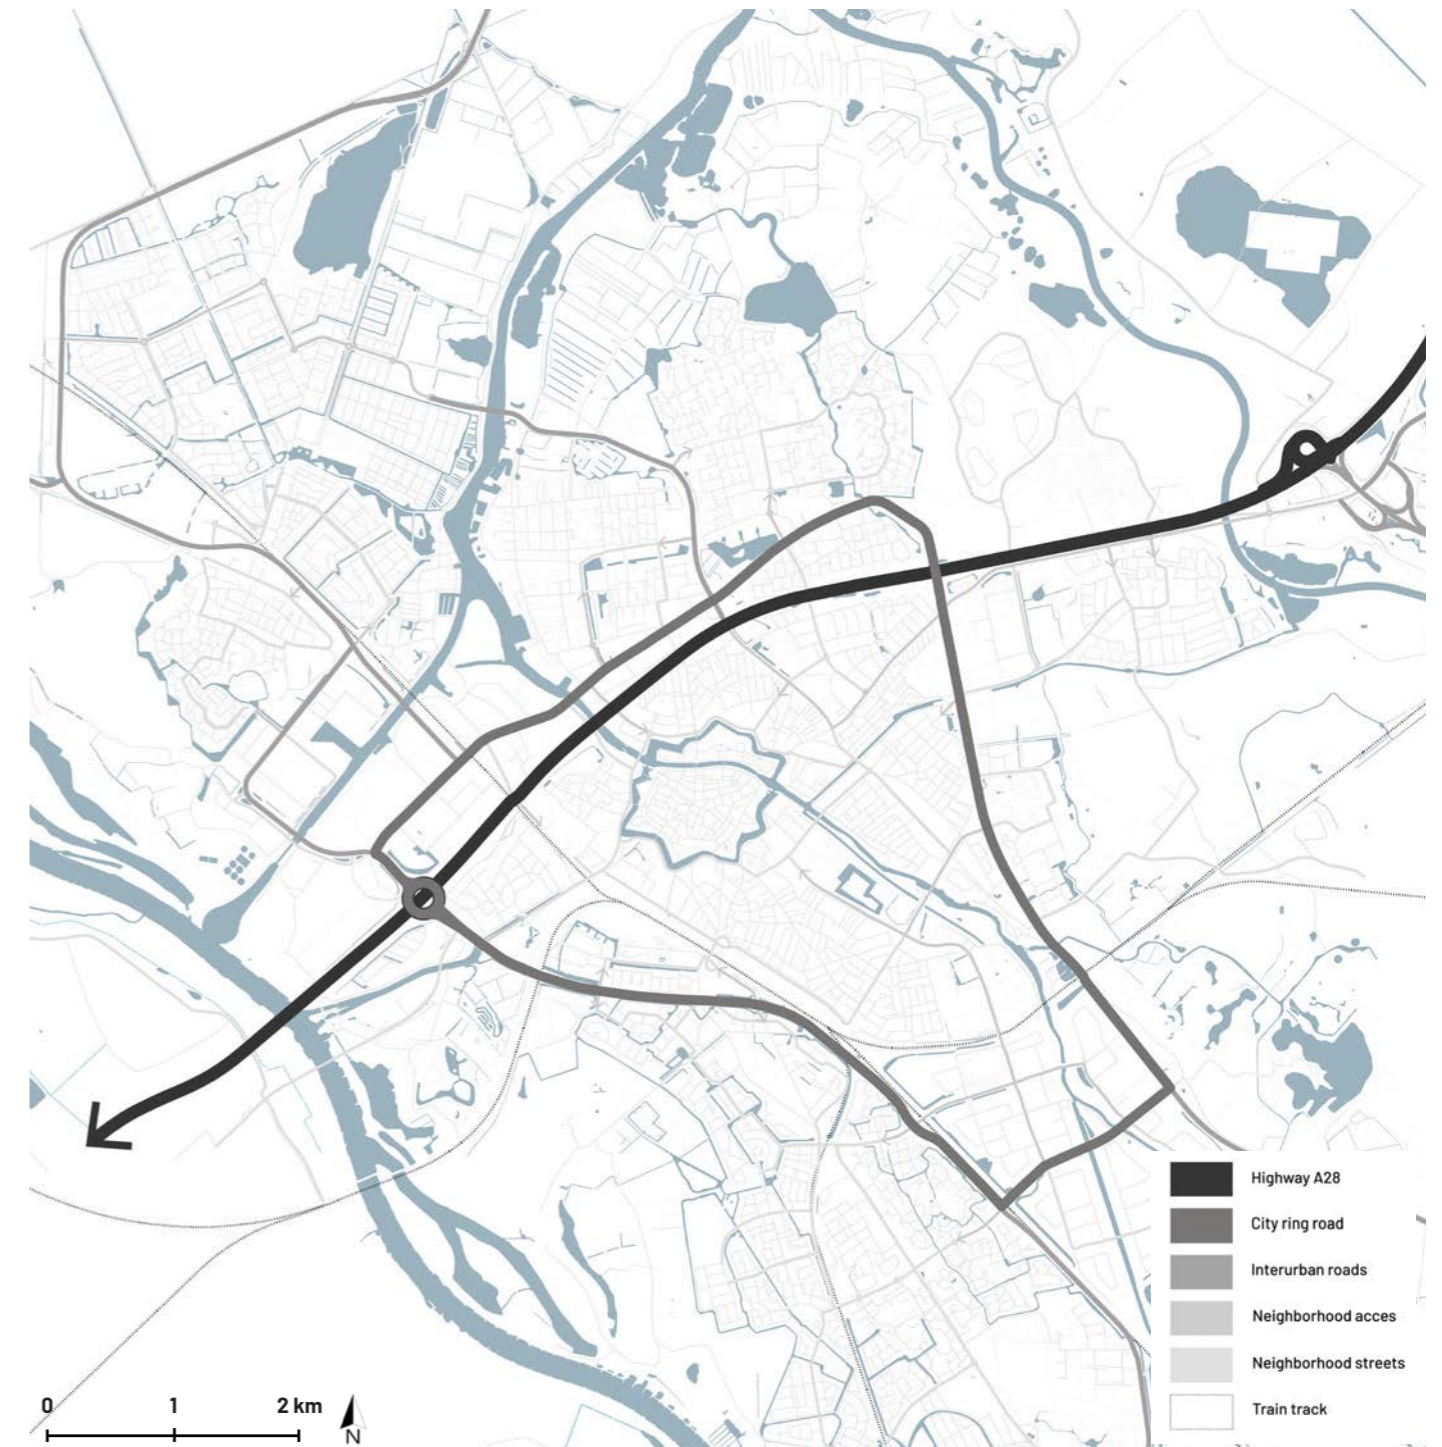 Highway A28
City ring road
Interurban roads
Neighborhood acces
Neighborhood streets
Train track
0 1 2 km
N